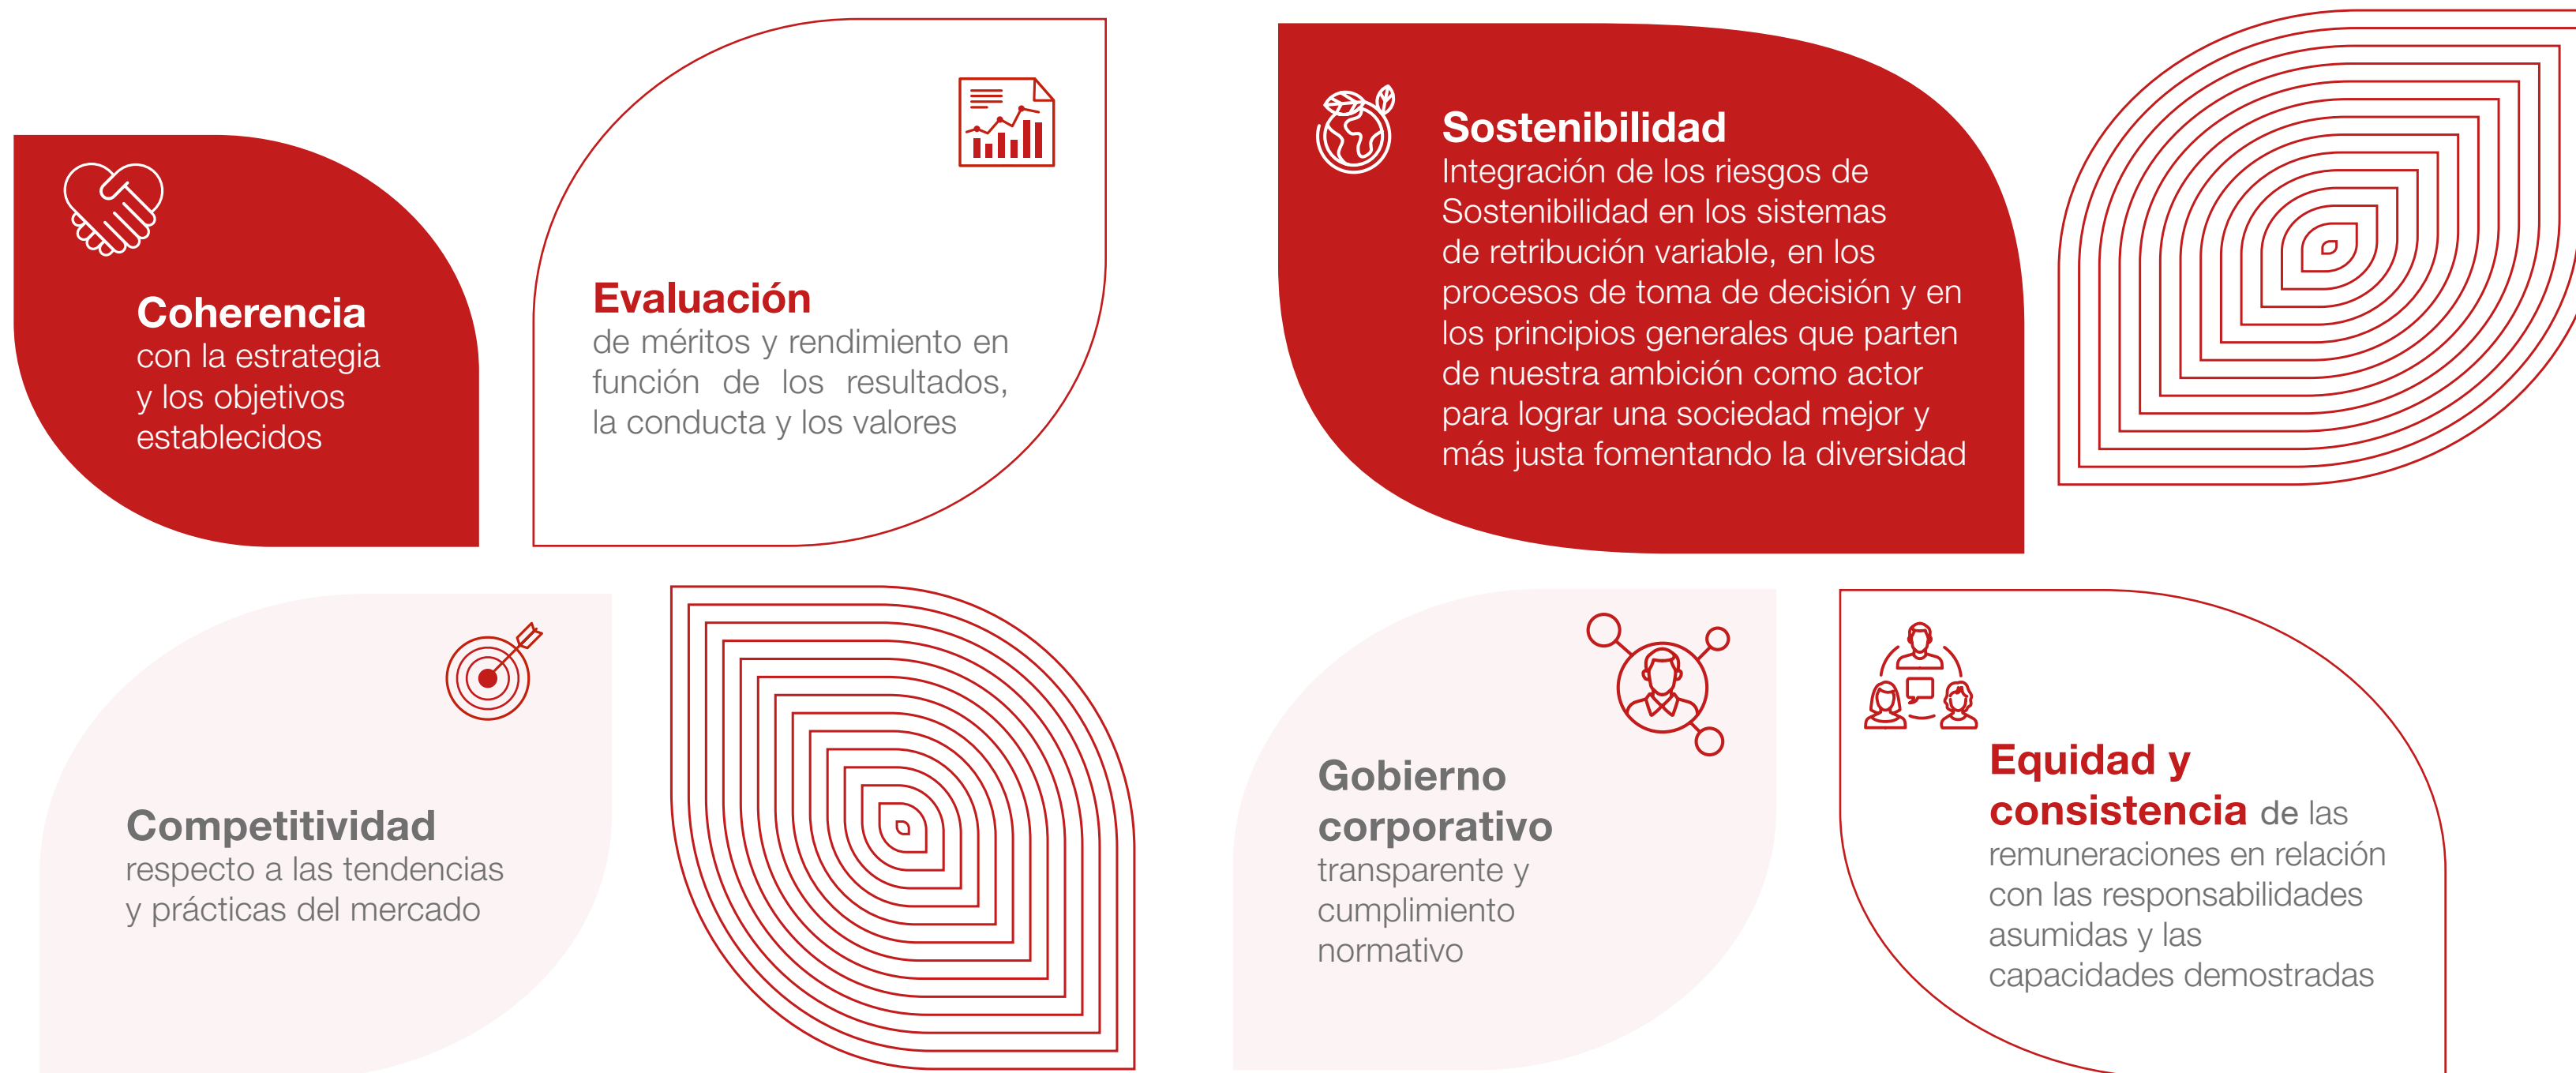 Coherencia
con la estrategia
y los objetivos
establecidos
Evaluación
de méritos y rendimiento en
función de los resultados,
la conducta y los valores
Sostenibilidad
Integración de los riesgos de
Sostenibilidad en los sistemas
de retribución variable, en los
procesos de toma de decisión y en
los principios generales que parten
de nuestra ambición como actor
para lograr una sociedad mejor y
más justa fomentando la diversidad
Competitividad
respecto a las tendencias
y prácticas del mercado
Gobierno
corporativo
transparente y
cumplimiento
normativo
Equidad y
consistencia de las
remuneraciones en relación
con las responsabilidades
asumidas y las
capacidades demostradas